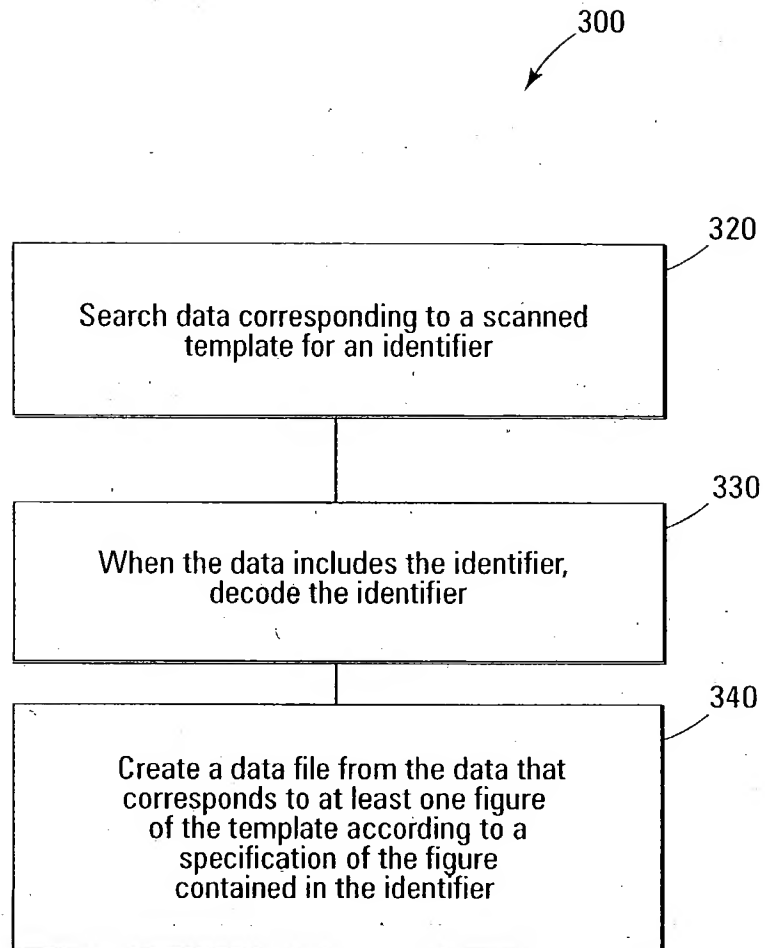 300
320
Search data corresponding to a scanned
template for an identifier
330
When the data includes the identifier,
decode the identifier
340
Create a data file from the data that
corresponds to at least one figure
of the template according to a
specification of the figure
contained in the identifier